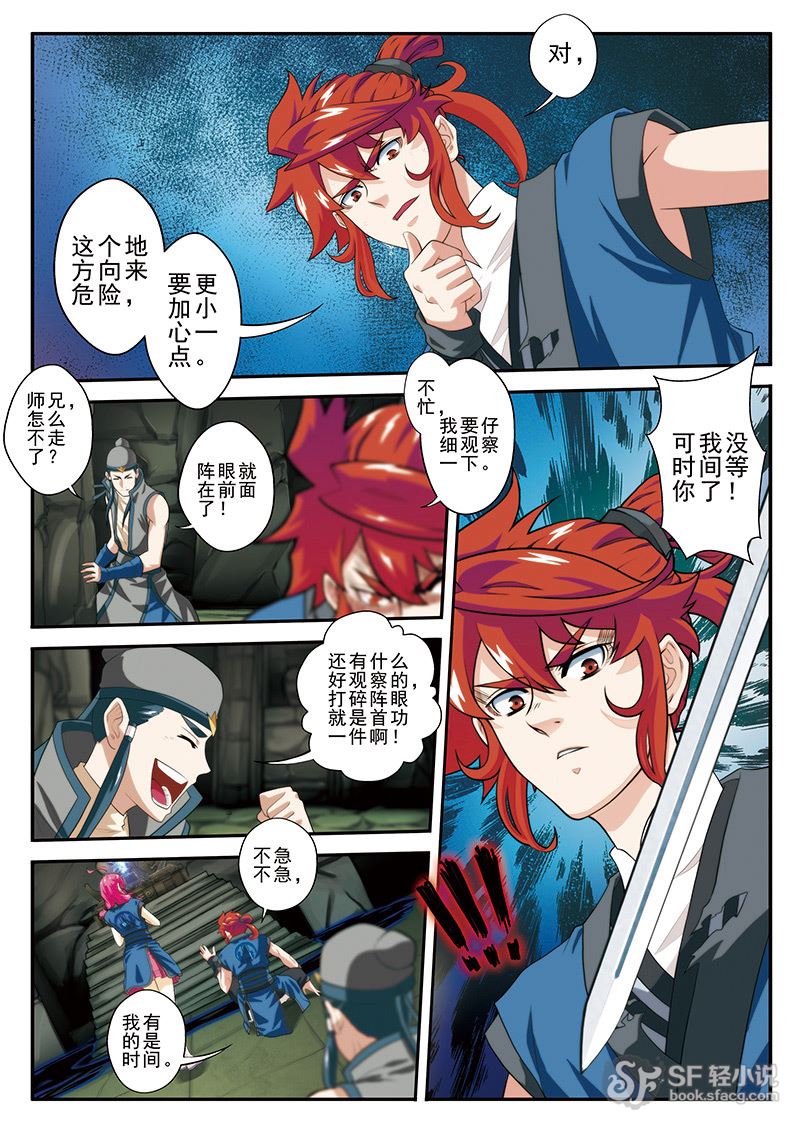 对，
这个地
方向来
危险，
要更
加小
心一
点。
师兄，
怎么走
不了？
阵眼就
在前面
了！
不忙，
我要仔
细观察
一下。
可我没
时间等
你了！
还有什么
好观察的，
打碎阵眼
就是首功
一件啊！
不急
不急，
我有
的是
时间。
!!!
SF 轻小说
book.sfacg.com